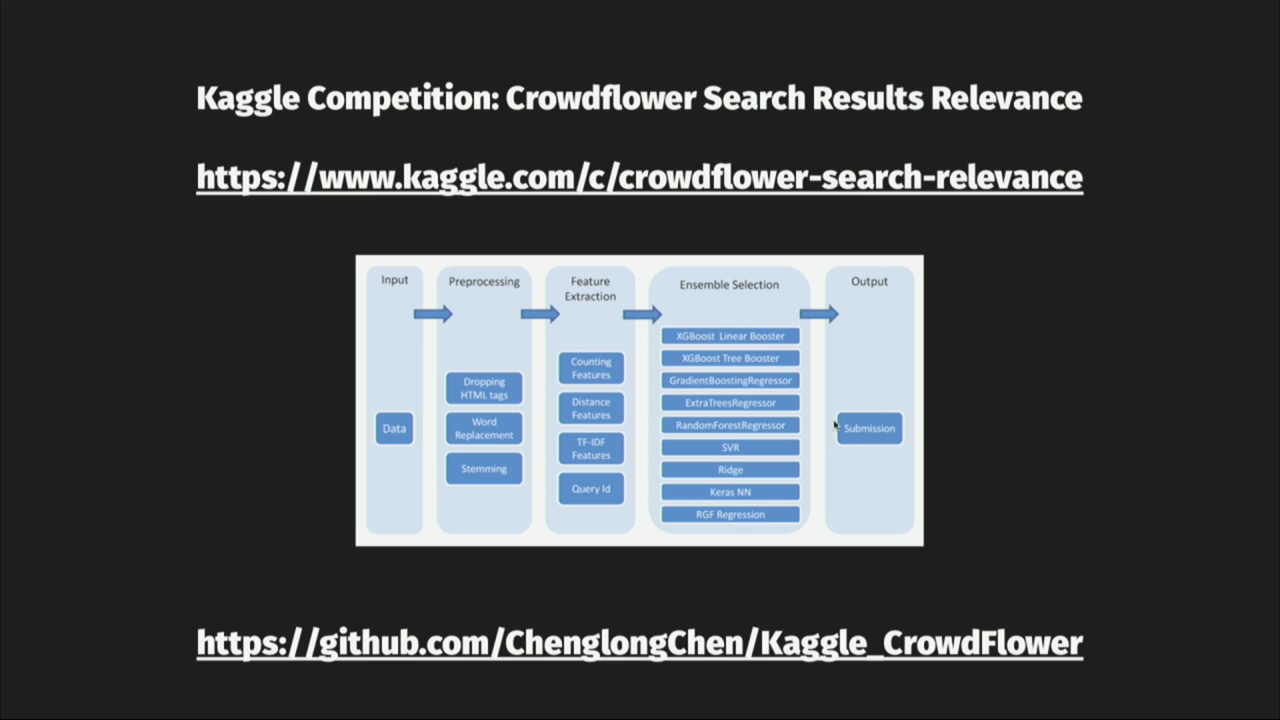 Kaggle Competition: Crowdflower Search Results Relevance
https://www.kaggle.com/c/crowdflower-search-relevance
Input
Data
Preprocessing
Dropping
HTML tags
Word
Replacement
Stemming
Feature
Extraction
Counting
Features
Distance
Features
TF-IDF
Features
Query Id
Ensemble Selection
XGBoost Linear Booster
XGBoost Tree Booster
GradientBoostingRegressor
ExtraTreesRegressor
RandomForestRegressor
SVR
Ridge
Keras NN
RGF Regression
Output
Submission
https://github.com/ChenglongChen/Kaggle_CrowdFlower